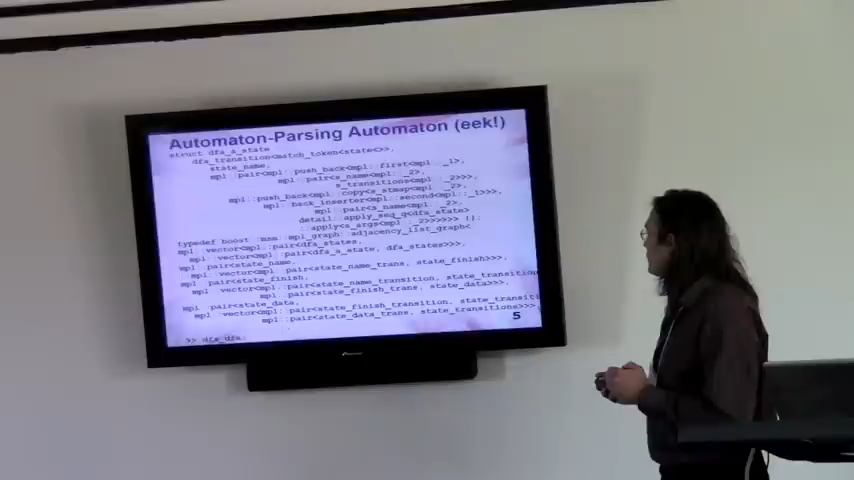 Automaton-Parsing Automaton (eek!)
struct dfa_a_state
dfa_transition<match_token<state<>>,
state_name,
mpl::pair<mpl::push_back<mpl::first<mpl::_1>,
mpl::pair<s_name<mpl::_2>,
s_transitions<mpl::_2>>>,
mpl::push_back<mpl::copy<s_stmap<mpl::_2>,
mpl::back_inserter<mpl::second<mpl::_1>>>,
mpl::pair<s_name<mpl::_2>,
detail::apply_seq_q<dfa_state>
::apply<s_args<mpl::_2>>>>>> {};
typedef boost::msm::mpl_graph::adjacency_list_graph<
mpl::vector<mpl::pair<dfa_states,
mpl::vector<mpl::pair<dfa_a_state, dfa_states>>>,
mpl::pair<state_name,
mpl::vector<mpl::pair<state_name_trans, state_finish>>>,
mpl::pair<state_finish,
mpl::vector<mpl::pair<state_name_transition, state_transition
mpl::pair<state_finish_trans, state_data>>>,
mpl::pair<state_data,
mpl::vector<mpl::pair<state_finish_transition, state_transiti
mpl::pair<state_data_trans, state_transitions>>>
>> dfa_dfa;
5